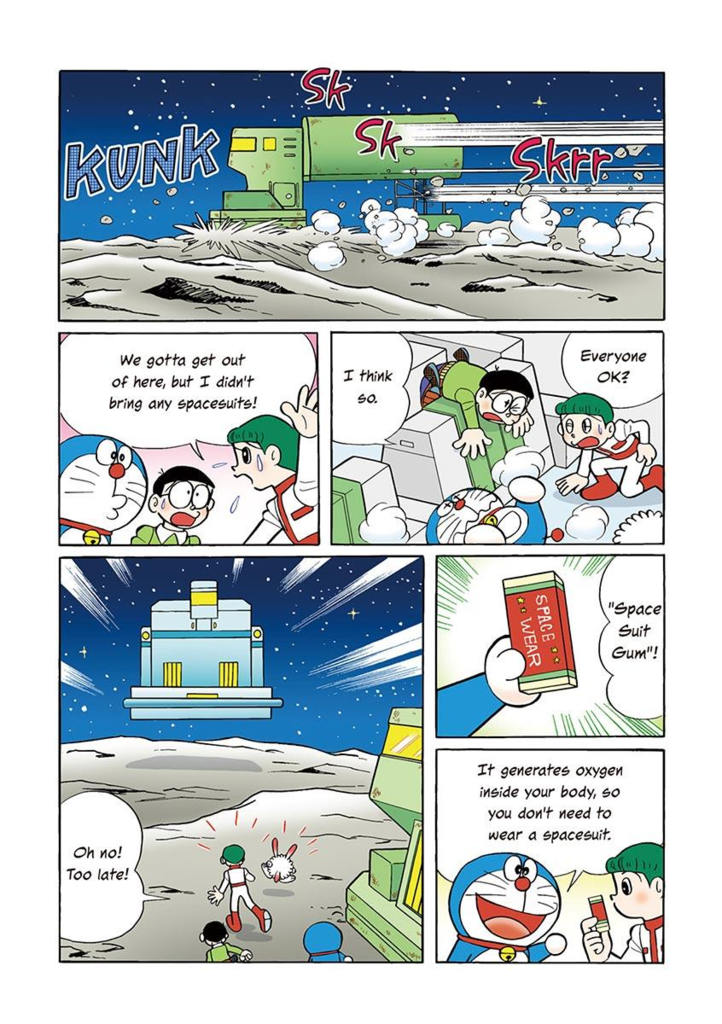 Skrr
Sk
Sk
KUNK
Everyone
OK?
I think
so.
We gotta get out
of here, but I didn't
bring any spacesuits!
"Space
Suit
Gum"!
SPACE
WEAR
It generates oxygen
inside your body, so
you don't need to
wear a spacesuit.
Oh no!
Too late!